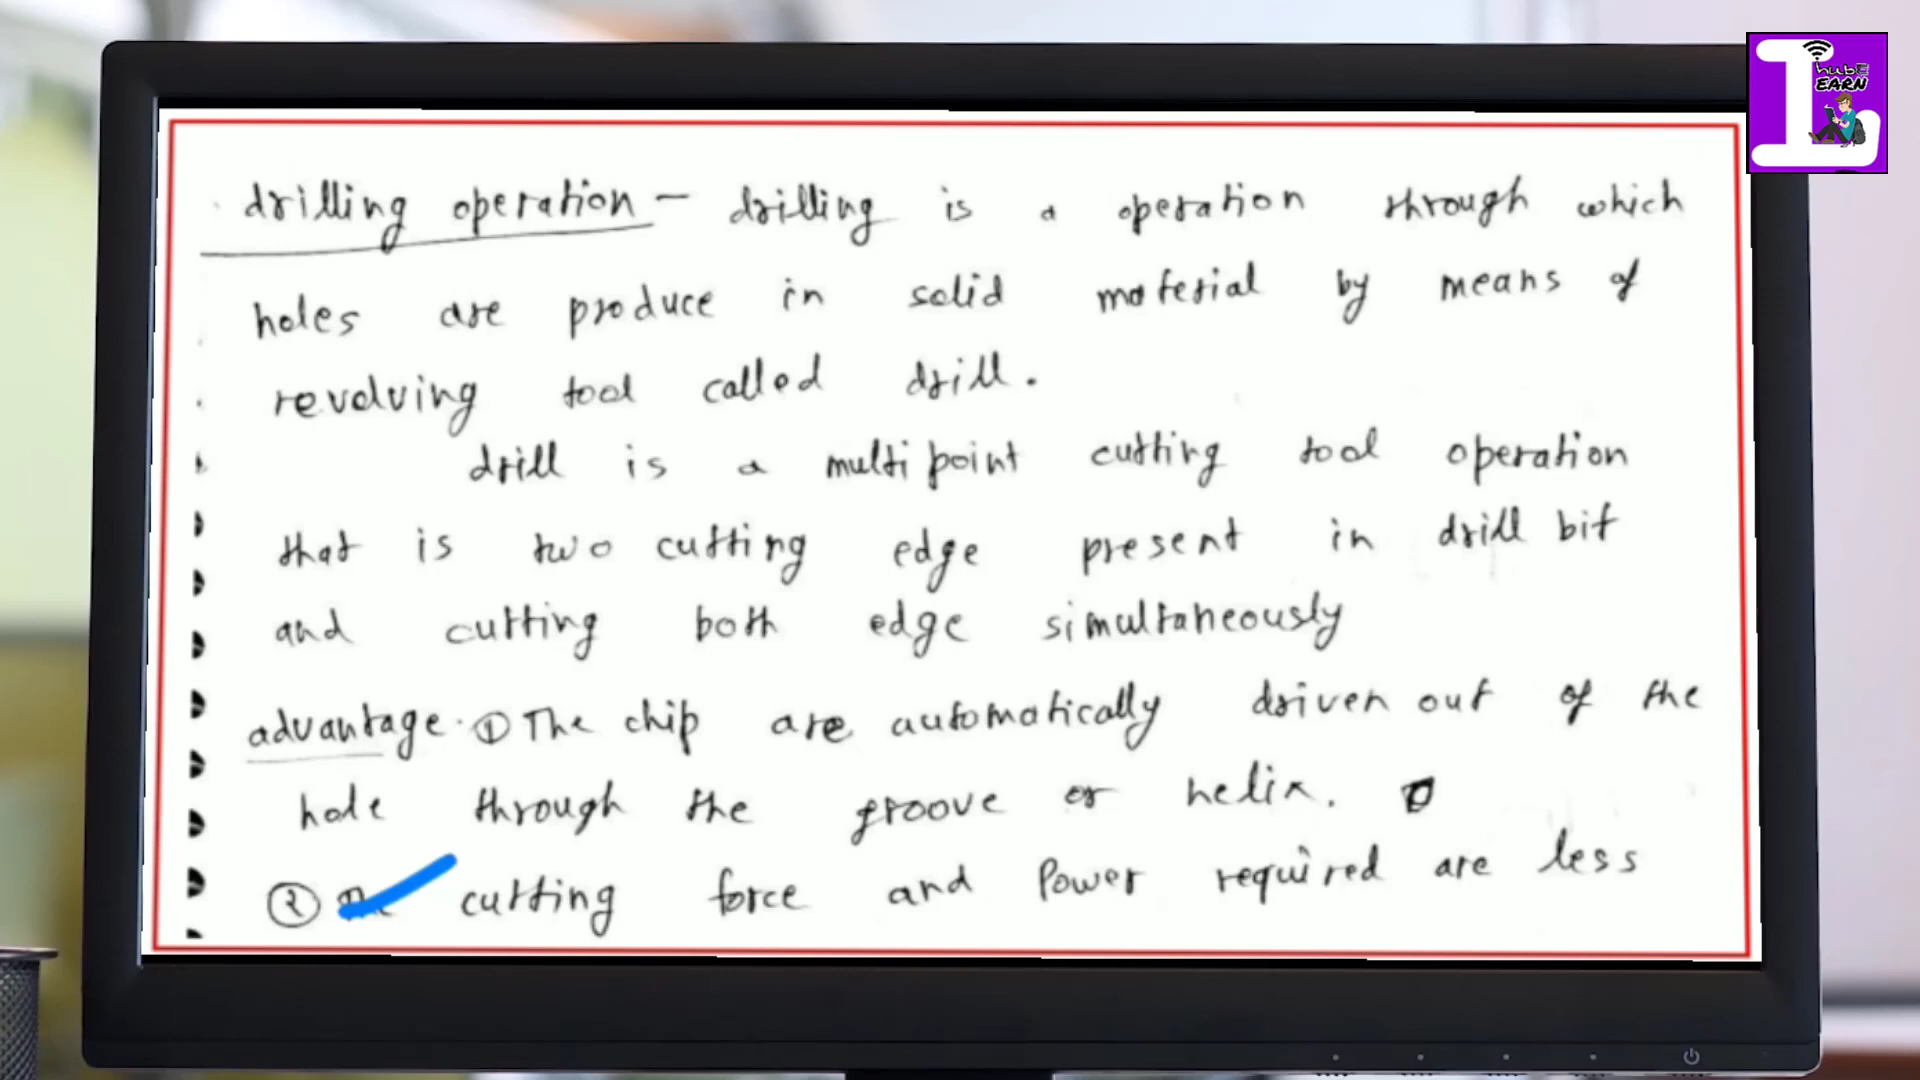 drilling operation - drilling is a operation through which
holes are produce in solid material by means of
revolving tool called drill.
drill is a multi point cutting tool operation
that is two cutting edge present in drill bit
and cutting both edge simultaneously
advantage. ① The chip are automatically driven out of the
hole through the groove or helix.
② cutting force and Power required are less
hubE
EARN
L